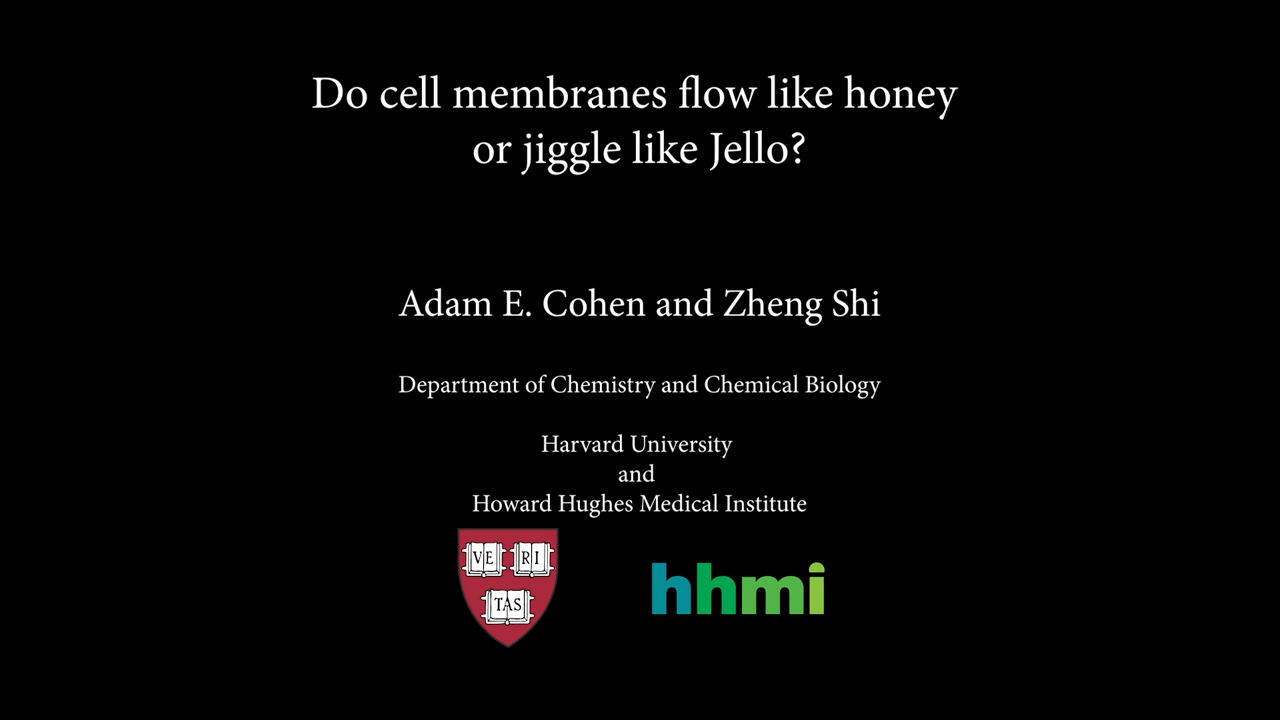 Do cell membranes flow like honey
or jiggle like Jello?
Adam E. Cohen and Zheng Shi
Department of Chemistry and Chemical Biology
Harvard University
and
Howard Hughes Medical Institute
VE RI
TAS
hhmi